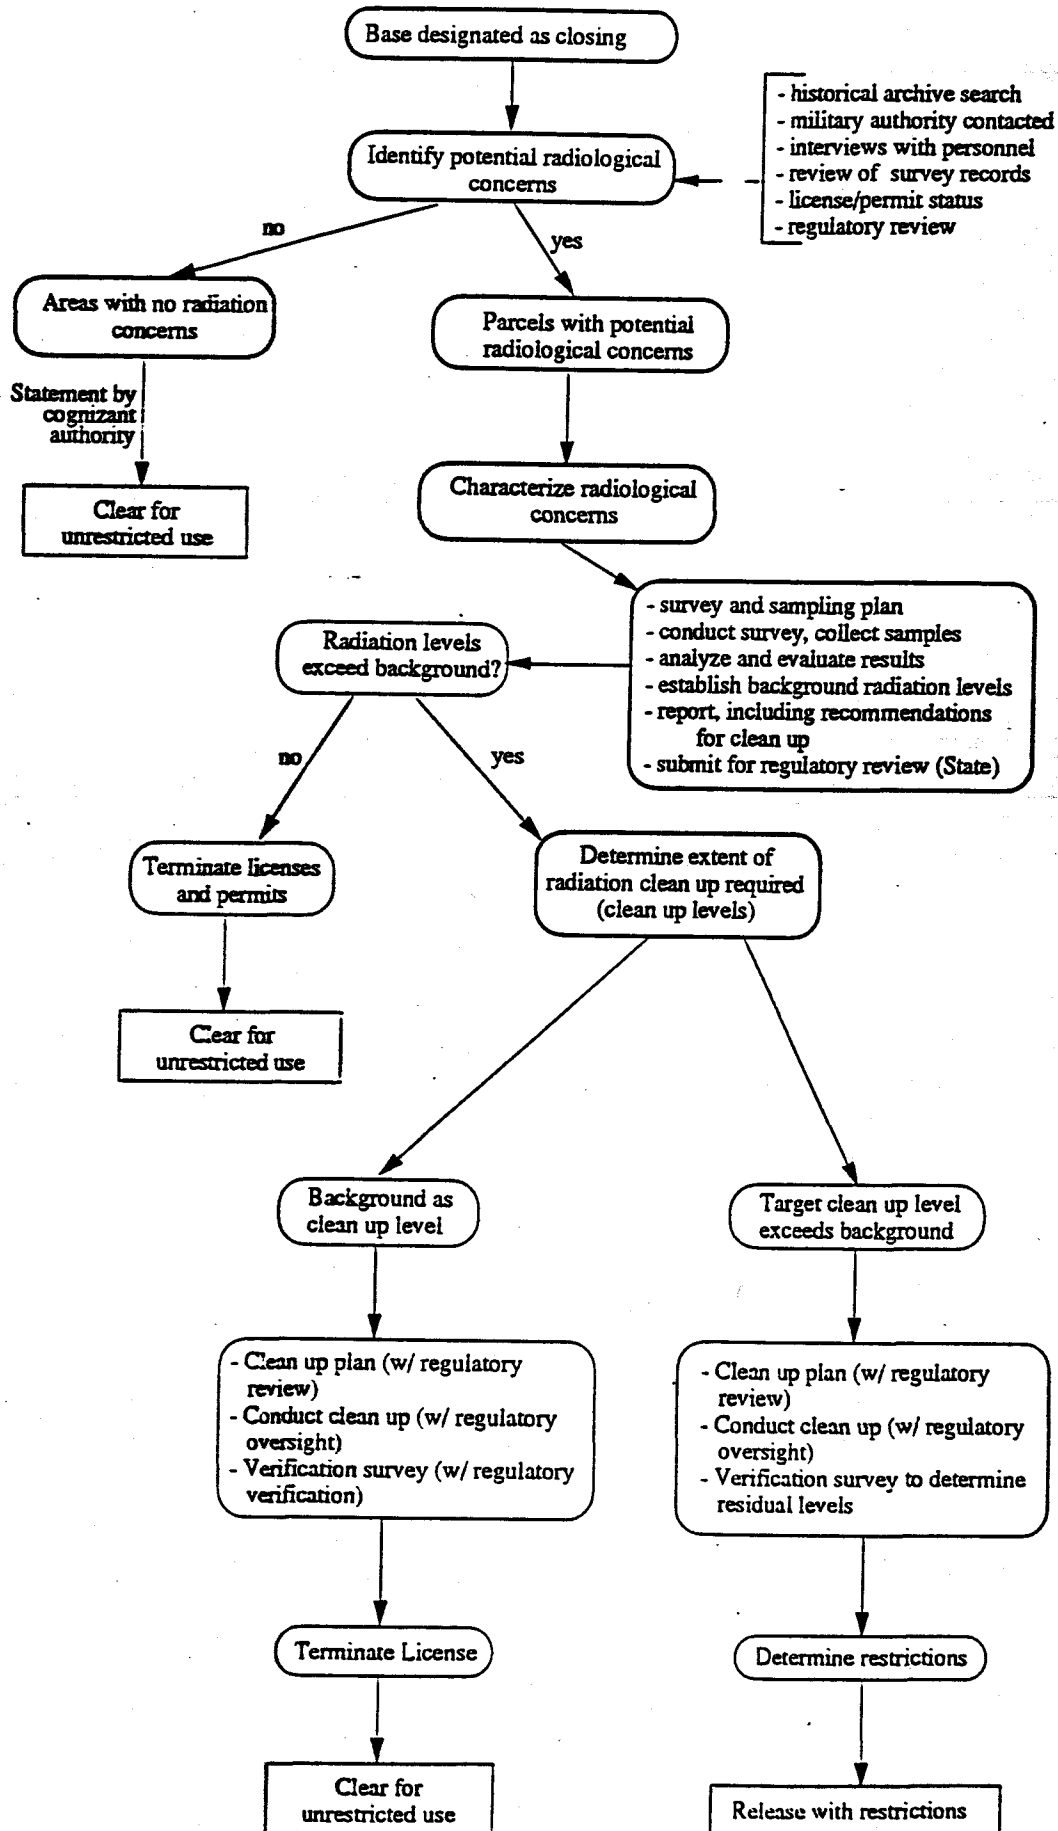 Base designated as closing
- historical archive search
- military authority contacted
- interviews with personnel
- review of survey records
- license/permit status
- regulatory review
Identify potential radiological
concerns
no
yes
Areas with no radiation
concerns
Parcels with potential
radiological concerns
Statement by
cognizant
authority
Clear for
unrestricted use
Characterize radiological
concerns
- survey and sampling plan
- conduct survey, collect samples
- analyze and evaluate results
- establish background radiation levels
- report, including recommendations
for clean up
- submit for regulatory review (State)
Radiation levels
exceed background?
no
yes
Terminate licenses
and permits
Determine extent of
radiation clean up required
(clean up levels)
Clear for
unrestricted use
Background as
clean up level
Target clean up level
exceeds background
- Clean up plan (w/ regulatory
review)
- Conduct clean up (w/ regulatory
oversight)
- Verification survey (w/ regulatory
verification)
- Clean up plan (w/ regulatory
review)
- Conduct clean up (w/ regulatory
oversight)
- Verification survey to determine
residual levels
Terminate License
Determine restrictions
Clear for
unrestricted use
Release with restrictions